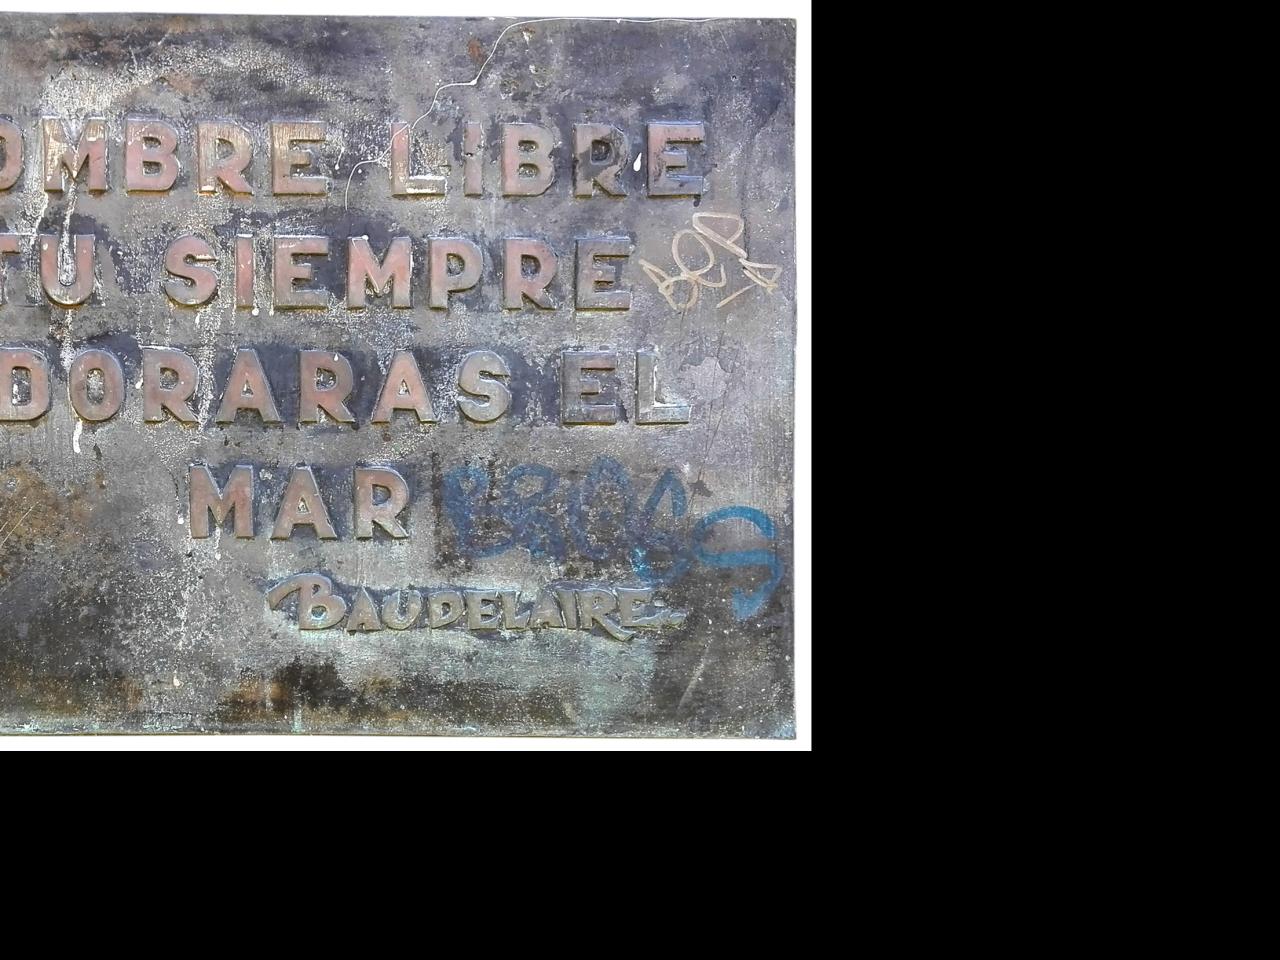 OMBRE LIBRE
TU SIEMPRE
DORARAS EL
MAR
BAUDELAIRE